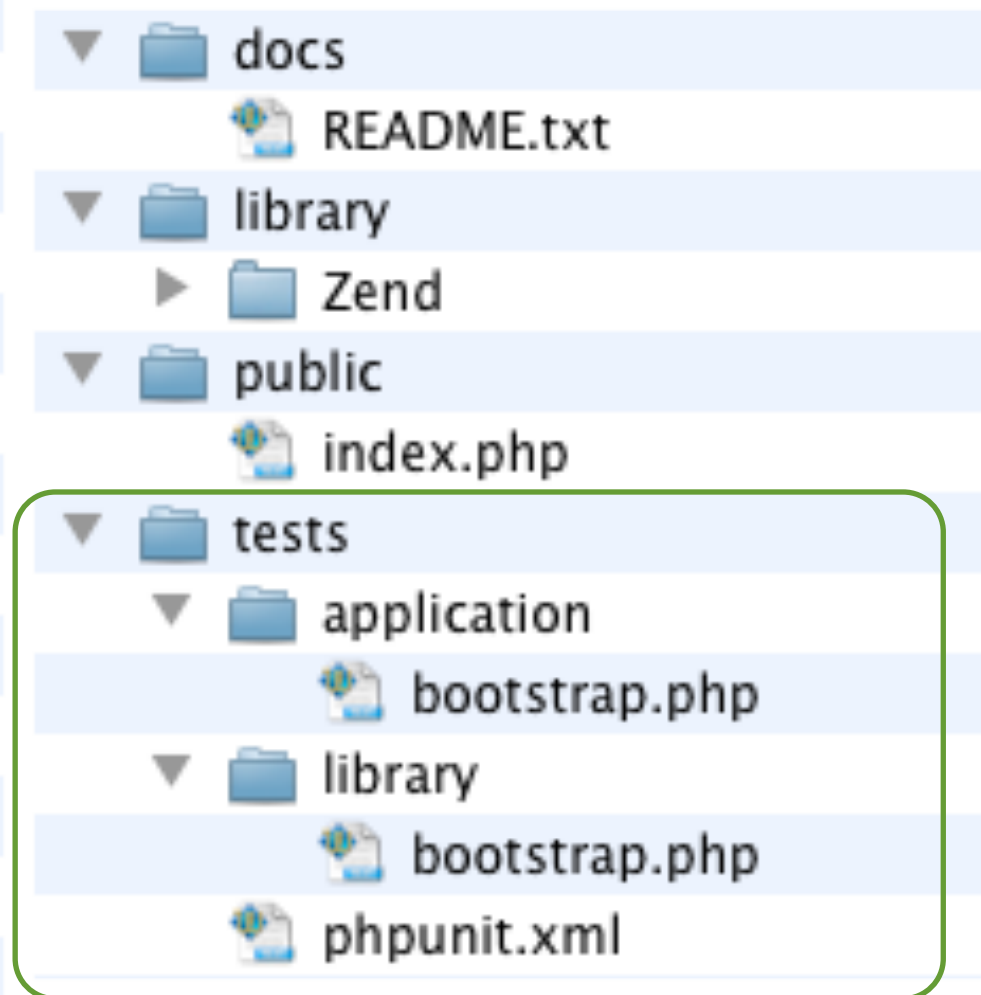 docs
README.txt
library
Zend
public
index.php
tests
application
bootstrap.php
library
bootstrap.php
phpunit.xml